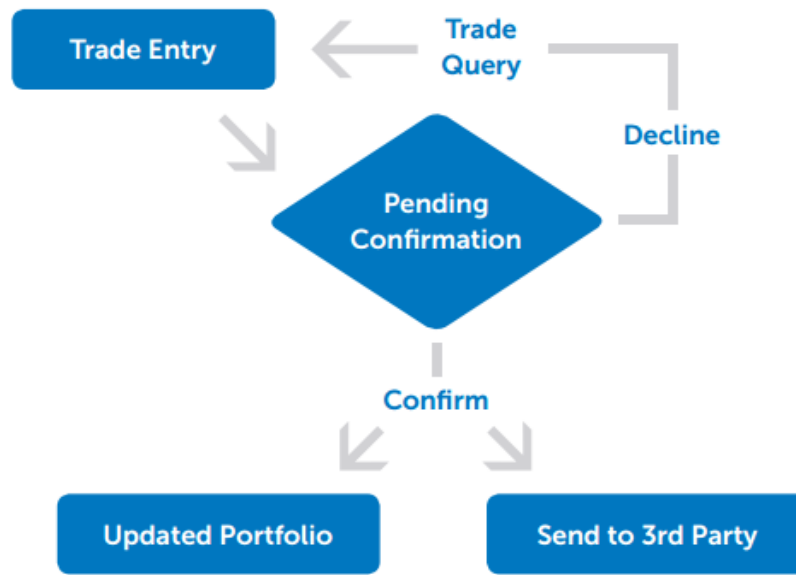 Trade Entry
Trade
Query
Decline
Pending
Confirmation
Confirm
Updated Portfolio
Send to 3rd Party